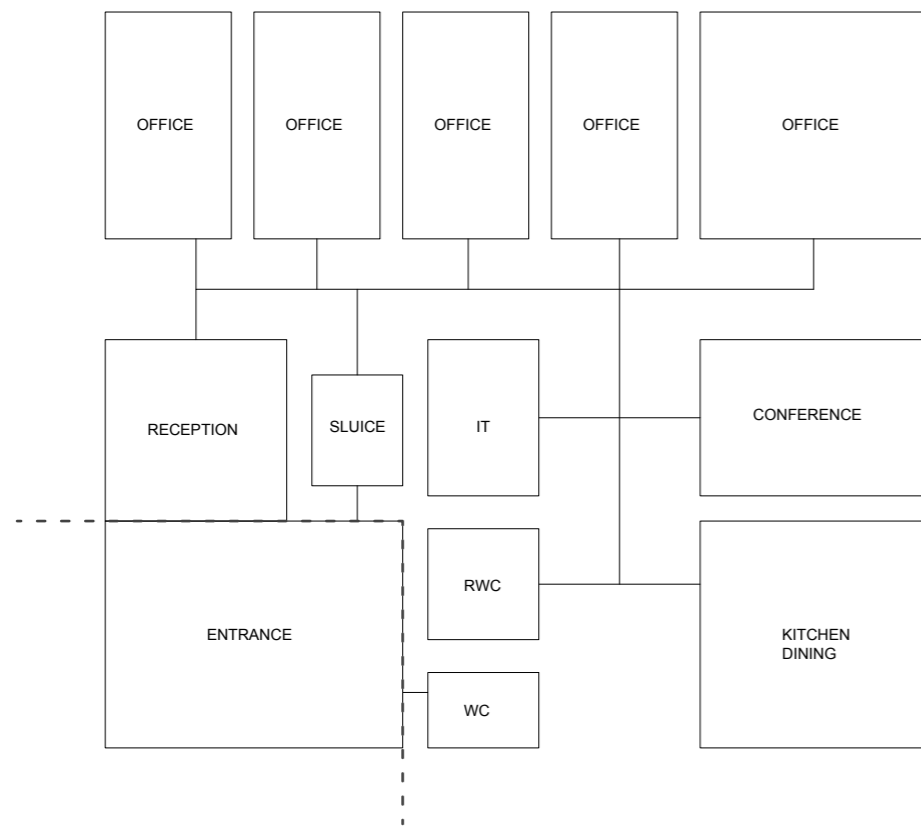 OFFICE
OFFICE
OFFICE
OFFICE
OFFICE
RECEPTION
SLUICE
IT
CONFERENCE
RWC
ENTRANCE
KITCHEN
DINING
WC